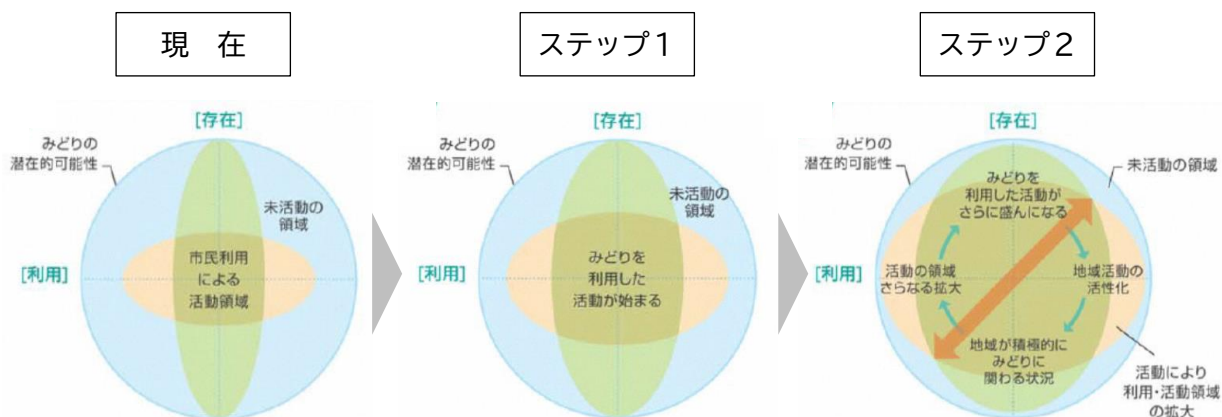 現 在
[存在]
みどりの
潜在的可能性
未活動の
領域
[利用]
市民利用
による
活動領域
ステップ1
[存在]
みどりの
潜在的可能性
未活動の
領域
[利用]
みどりを
利用した
活動が始まる
ステップ2
[存在]
みどりの
潜在的可能性
未活動の領域
みどりを
利用した活動が
さらに盛んになる
[利用]
活動の領域
さらなる拡大
地域活動の
活性化
地域が積極的に
みどりに
関わる状況
活動により
利用・活動領域
の拡大